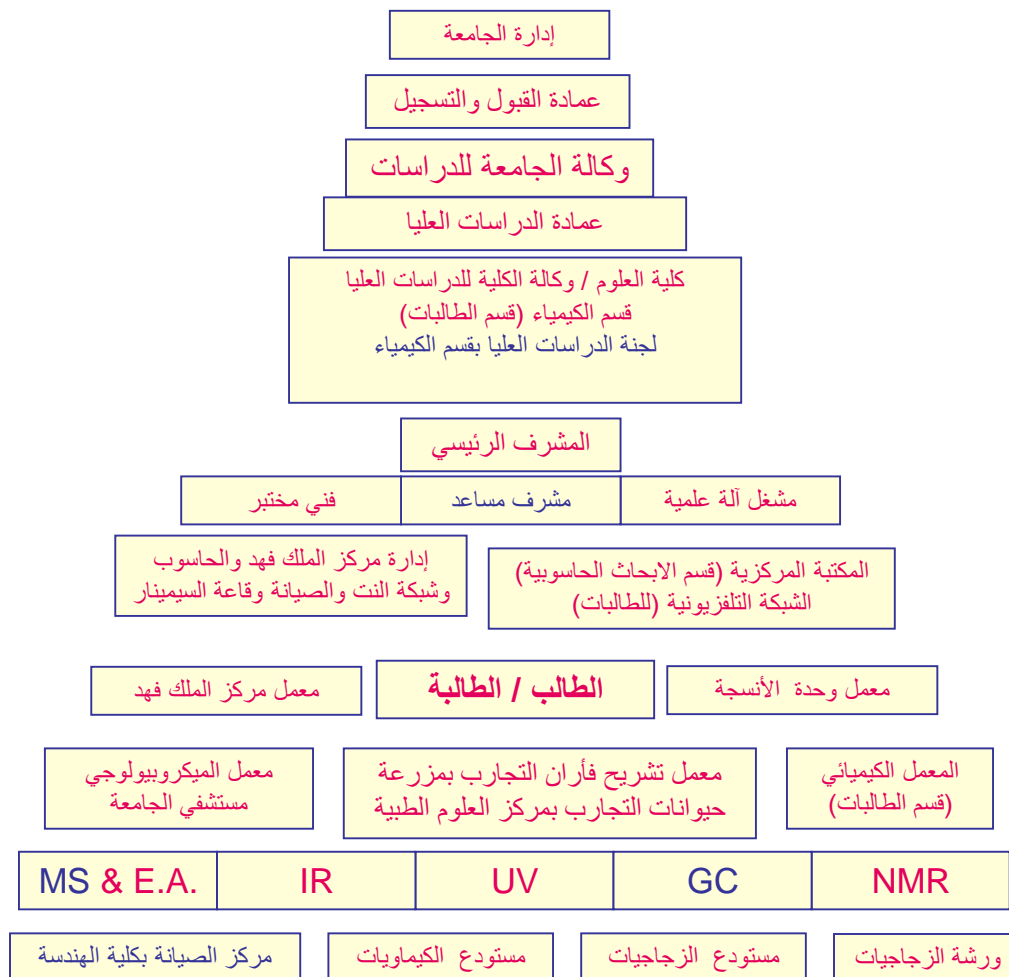 إدارة الجامعة
عمادة القبول والتسجيل
وكالة الجامعة للدراسات
عمادة الدراسات العليا
كلية العلوم / وكالة الكلية للدراسات العليا
قسم الكيمياء (قسم الطالبات)
لجنة الدراسات العليا بقسم الكيمياء
المشرف الرئيسي
مشغل آلة علمية
مشرف مساعد
فني مختبر
المكتبة المركزية (قسم الابحاث الحاسوبية)
الشبكة التلفزيونية (للطالبات)
إدارة مركز الملك فهد والحاسوب
وشبكة النت والصيانة وقاعة السيمينار
معمل وحدة الأنسجة
الطالب / الطالبة
معمل مركز الملك فهد
المعمل الكيميائي
(قسم الطالبات)
معمل تشريح فأران التجارب بمزرعة
حيوانات التجارب بمركز العلوم الطبية
معمل الميكروبيولوجي
مستشفي الجامعة
NMR
GC
UV
IR
MS & E.A.
ورشة الزجاجيات
مستودع الزجاجيات
مستودع الكيماويات
مركز الصيانة بكلية الهندسة